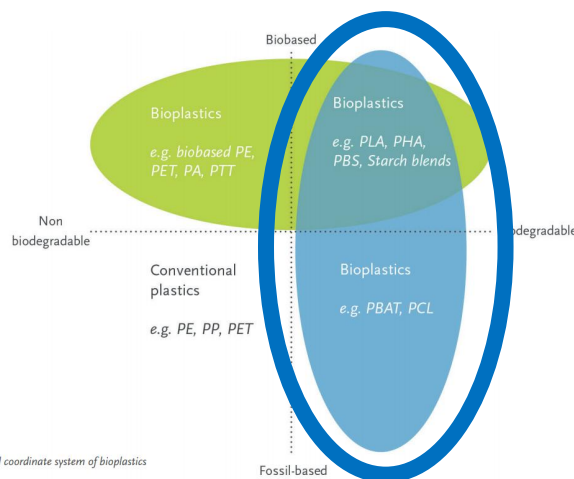 Biobased
Bioplastics
e.g. biobased PE,
PET, PA, PTT
Bioplastics
e.g. PLA, PHA,
PBS, Starch blends
Non
biodegradable
odegradable
Conventional
plastics
e.g. PE, PP, PET
Bioplastics
e.g. PBAT, PCL
l coordinate system of bioplastics
Fossil-based